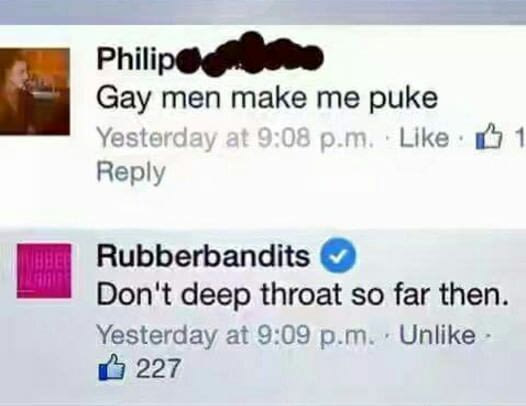 Philip
Gay men make me puke
Yesterday at 9:08 p.m. · Like · 1
Reply
Rubberbandits
Don't deep throat so far then.
Yesterday at 9:09 p.m. · Unlike ·
227